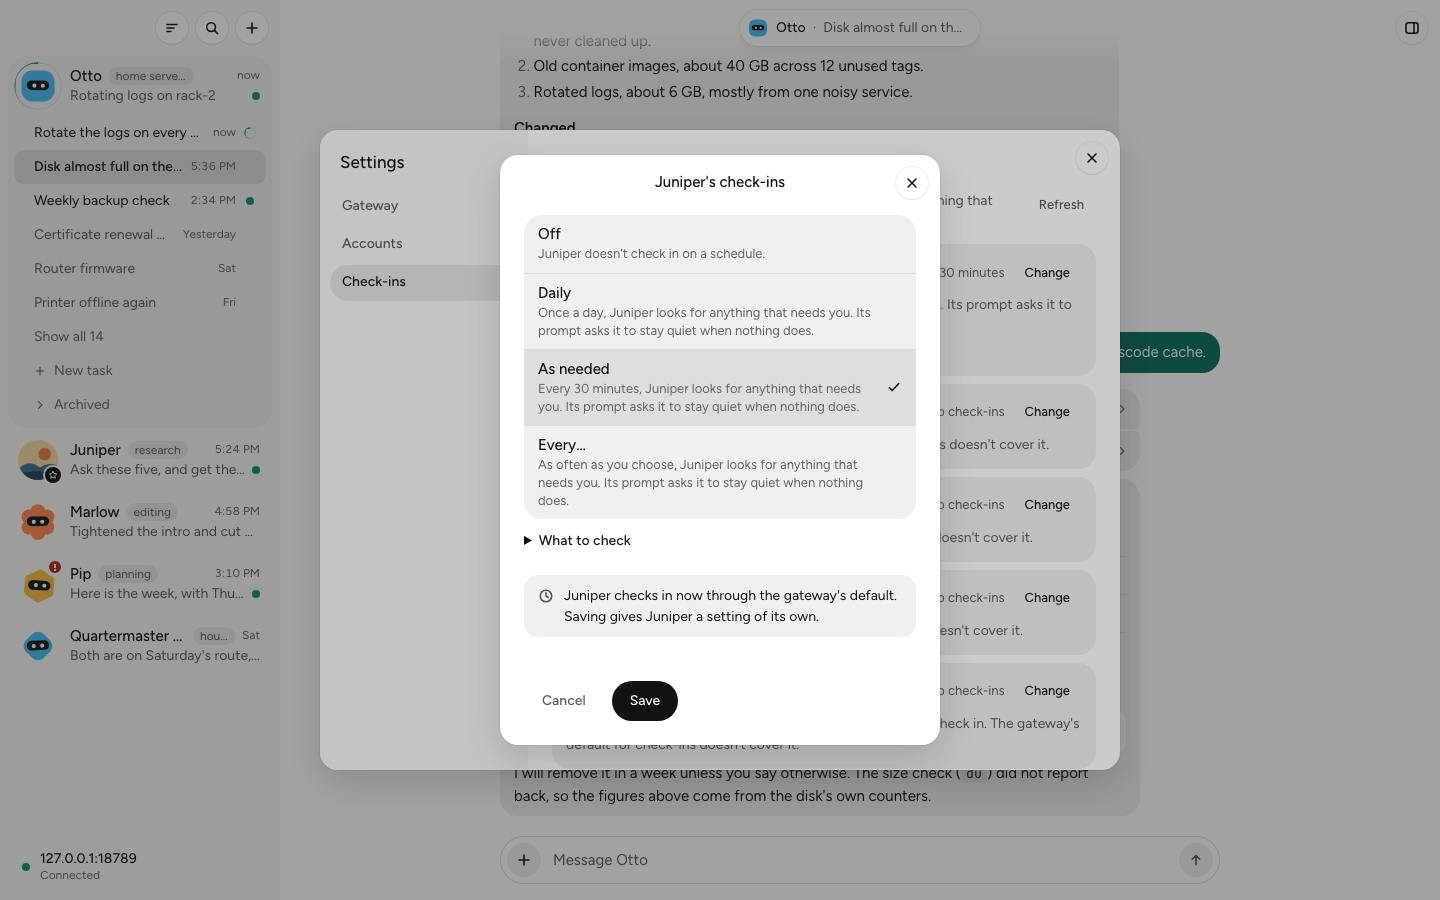 Otto home serve... now
Rotating logs on rack-2
Rotate the logs on every ... now
Disk almost full on the... 5:36 PM
Weekly backup check 2:34 PM
Certificate renewal ... Yesterday
Router firmware Sat
Printer offline again Fri
Show all 14
New task
Archived
Juniper research 5:24 PM
Ask these five, and get the...
Marlow editing 4:58 PM
Tightened the intro and cut ...
Pip planning 3:10 PM
Here is the week, with Thu...
Quartermaster ... hou... Sat
Both are on Saturday's route,...
127.0.0.1:18789
Connected
Otto · Disk almost full on th...
never cleaned up.
2. Old container images, about 40 GB across 12 unused tags.
3. Rotated logs, about 6 GB, mostly from one noisy service.
Changed
Settings
Gateway
Accounts
Check-ins
Refresh
30 minutes Change
. Its prompt asks it to
check-ins Change
doesn't cover it.
check-ins Change
cover it.
check-ins Change
cover it.
check-ins Change
in. The gateway's
default for check-ins doesn't cover it.
Juniper's check-ins
Off
Juniper doesn't check in on a schedule.
Daily
Once a day, Juniper looks for anything that needs you. Its
prompt asks it to stay quiet when nothing does.
As needed
Every 30 minutes, Juniper looks for anything that needs
you. Its prompt asks it to stay quiet when nothing does.
Every...
As often as you choose, Juniper looks for anything that
needs you. Its prompt asks it to stay quiet when nothing
does.
What to check
Juniper checks in now through the gateway's default.
Saving gives Juniper a setting of its own.
Cancel Save
cache.
I will remove it in a week unless you say otherwise. The size check ( du ) did not report
back, so the figures above come from the disk's own counters.
Message Otto